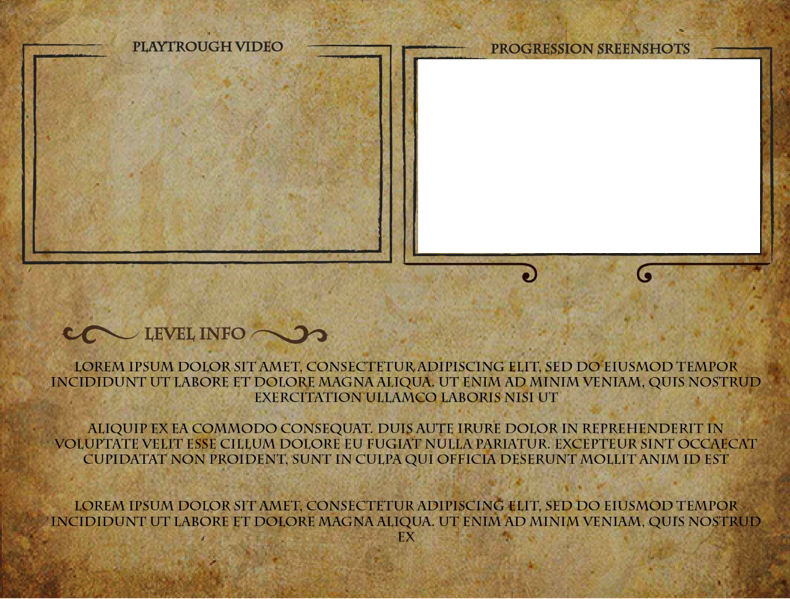 PLAYTROUGH VIDEO
PROGRESSION SREENSHOTS
LEVEL INFO
LOREM IPSUM DOLOR SIT AMET, CONSECTETUR ADIPISCING ELIT, SED DO EIUSMOD TEMPOR
INCIDIDUNT UT LABORE ET DOLORE MAGNA ALIQUA. UT ENIM AD MINIM VENIAM, QUIS NOSTRUD
EXERCITATION ULLAMCO LABORIS NISI UT
ALIQUIP EX EA COMMODO CONSEQUAT. DUIS AUTE IRURE DOLOR IN REPREHENDERIT IN
VOLUPTATE VELIT ESSE CILLUM DOLORE EU FUGIAT NULLA PARIATUR. EXCEPTEUR SINT OCCAECAT
CUPIDATAT NON PROIDENT, SUNT IN CULPA QUI OFFICIA DESERUNT MOLLIT ANIM ID EST
LOREM IPSUM DOLOR SIT AMET, CONSECTETUR ADIPISCING ELIT, SED DO EIUSMOD TEMPOR
INCIDIDUNT UT LABORE ET DOLORE MAGNA ALIQUA. UT ENIM AD MINIM VENIAM, QUIS NOSTRUD
EX